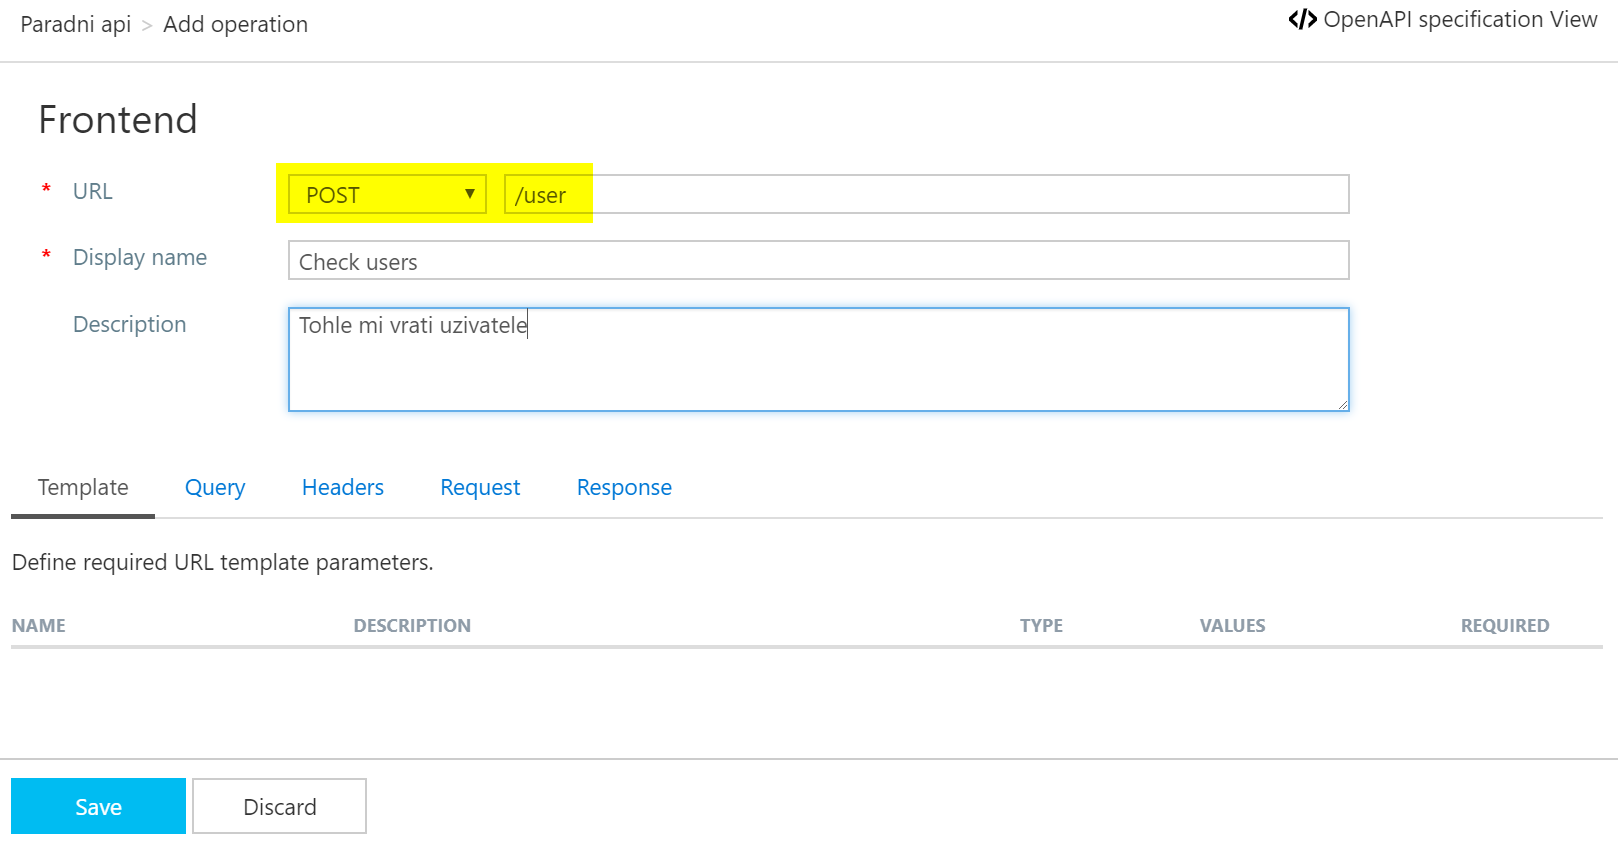 Paradni api > Add operation
</> OpenAPI specification View
Frontend
* URL
POST
/user
* Display name
Check users
Description
Tohle mi vrati uzivatele
Template Query Headers Request Response
Define required URL template parameters.
NAME DESCRIPTION TYPE VALUES REQUIRED
Save Discard